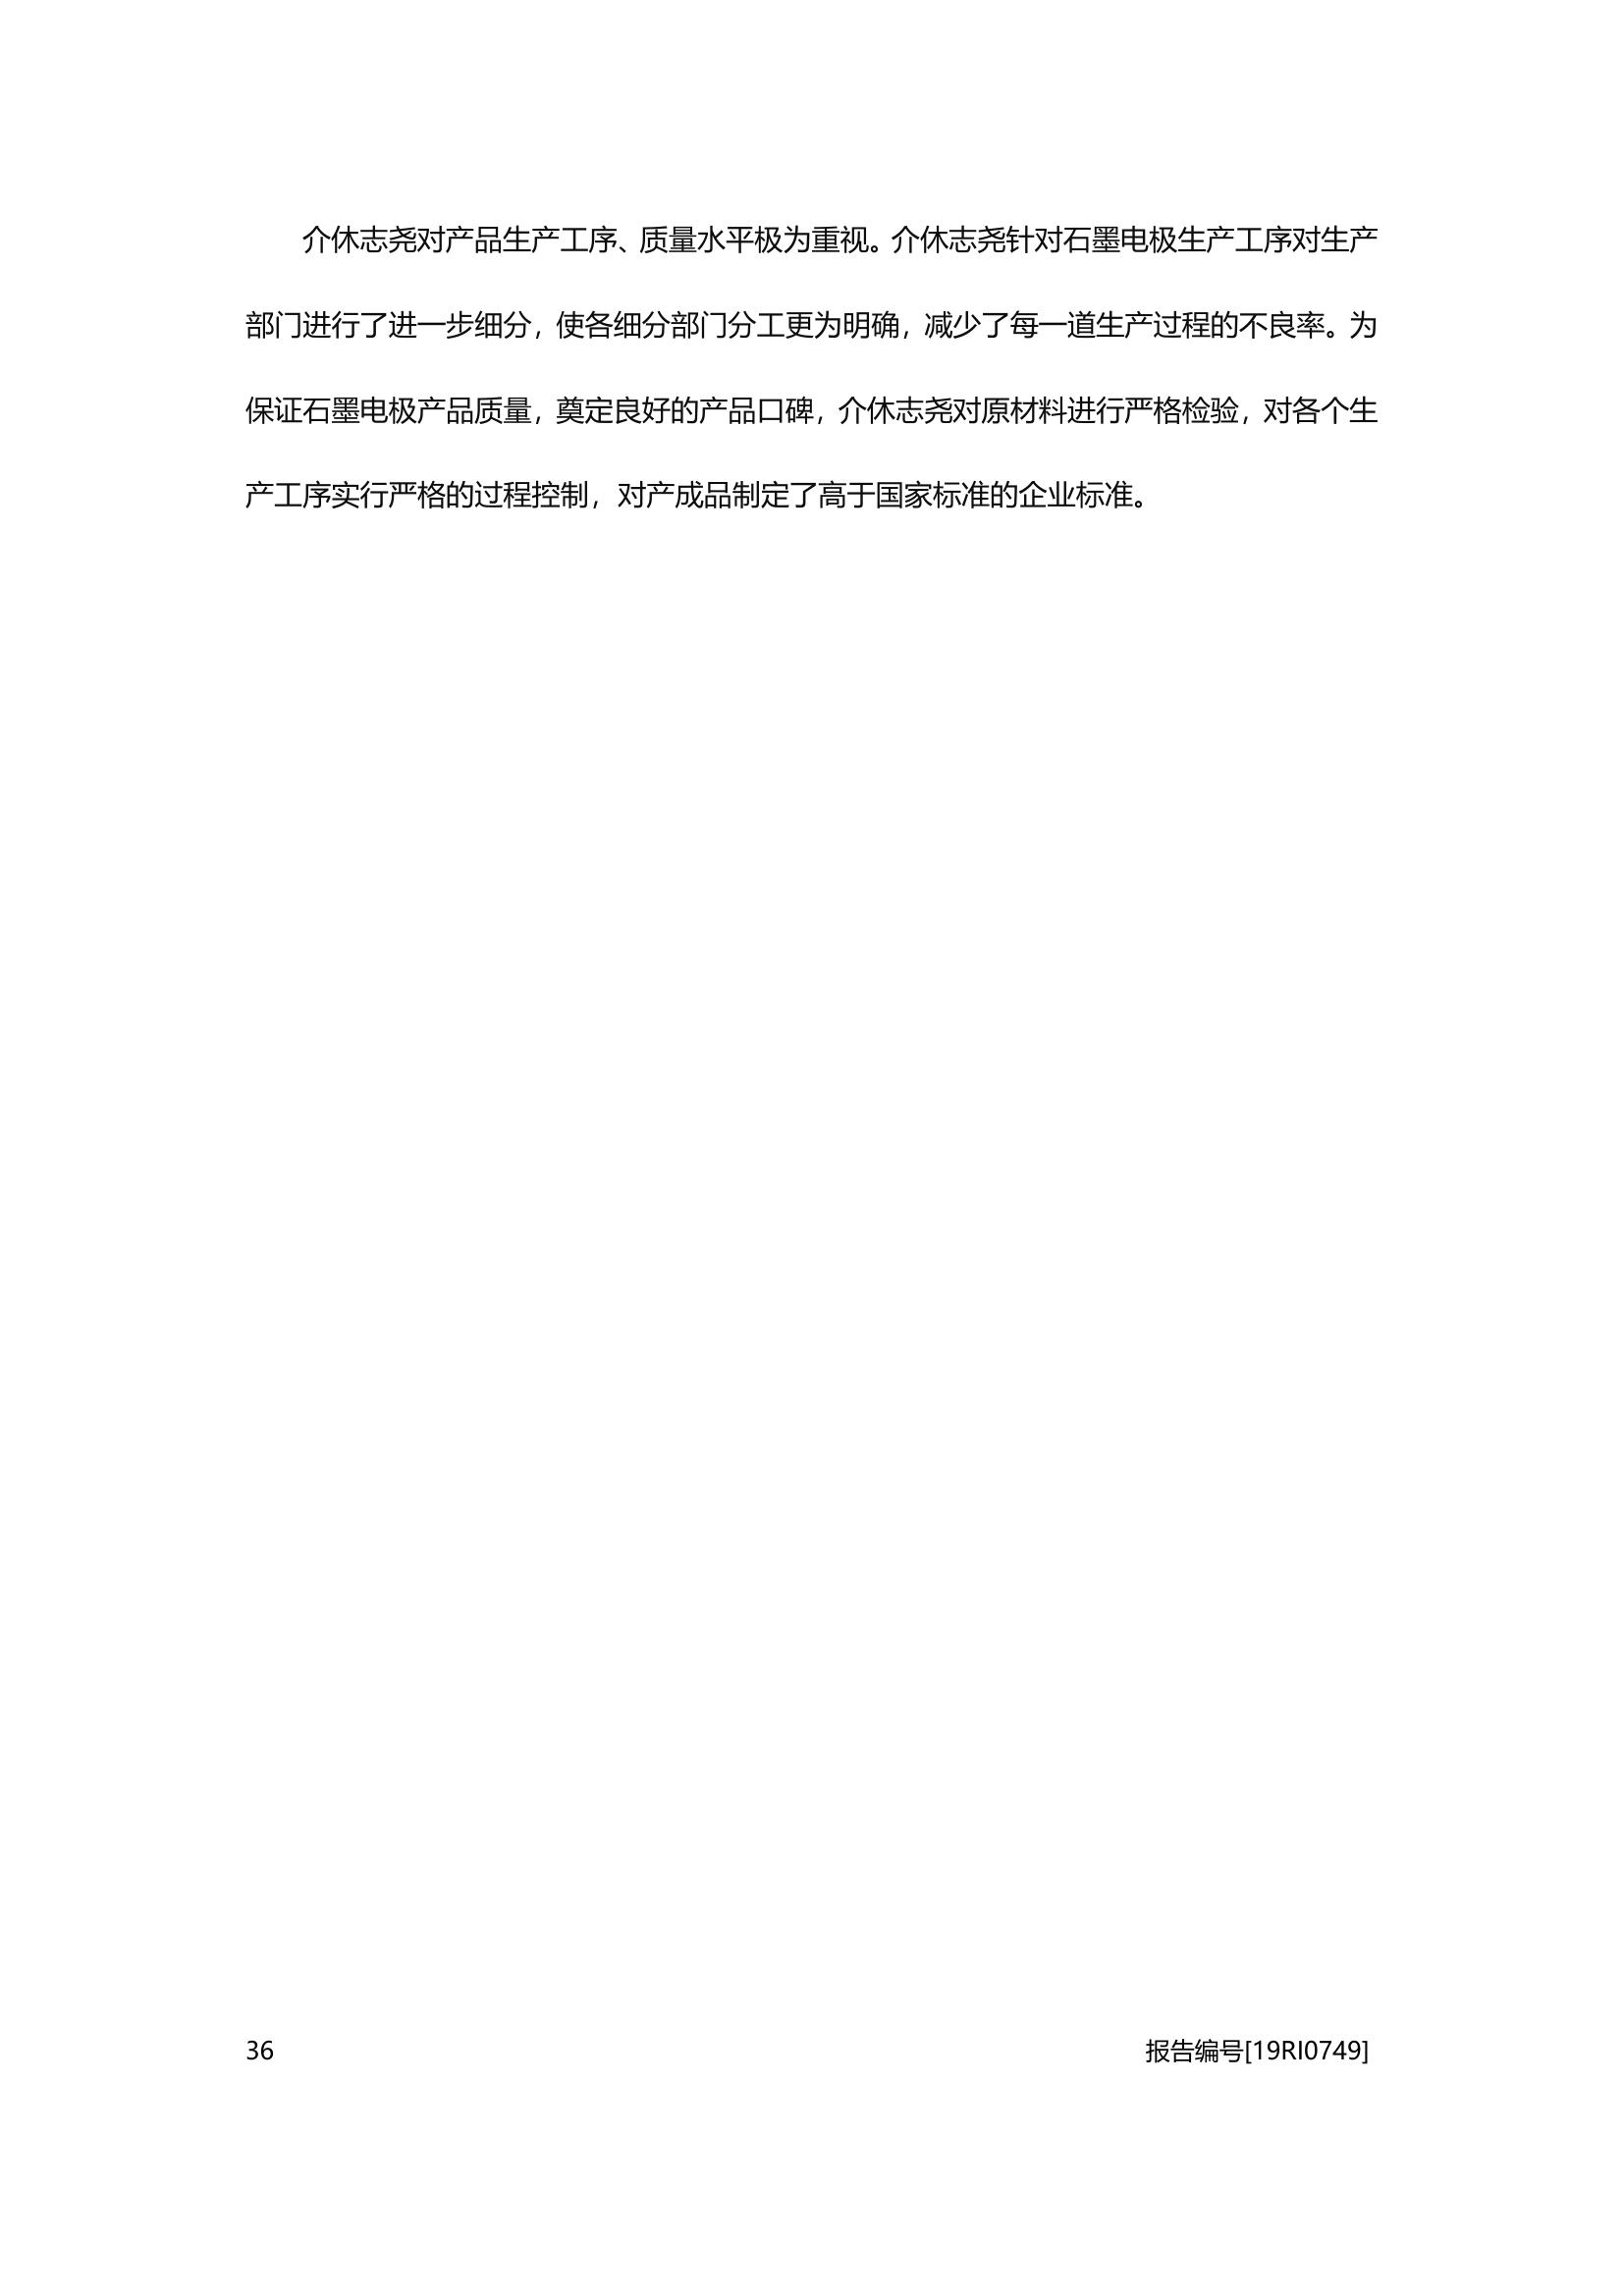 介休志尧对产品生产工序、质量水平极为重视。介休志尧针对石墨电极生产工序对生产
部门进行了进一步细分，使各细分部门分工更为明确，减少了每一道生产过程的不良率。为
保证石墨电极产品质量，奠定良好的产品口碑，介休志尧对原材料进行严格检验，对各个生
产工序实行严格的过程控制，对产成品制定了高于国家标准的企业标准。
36 报告编号[19RI0749]